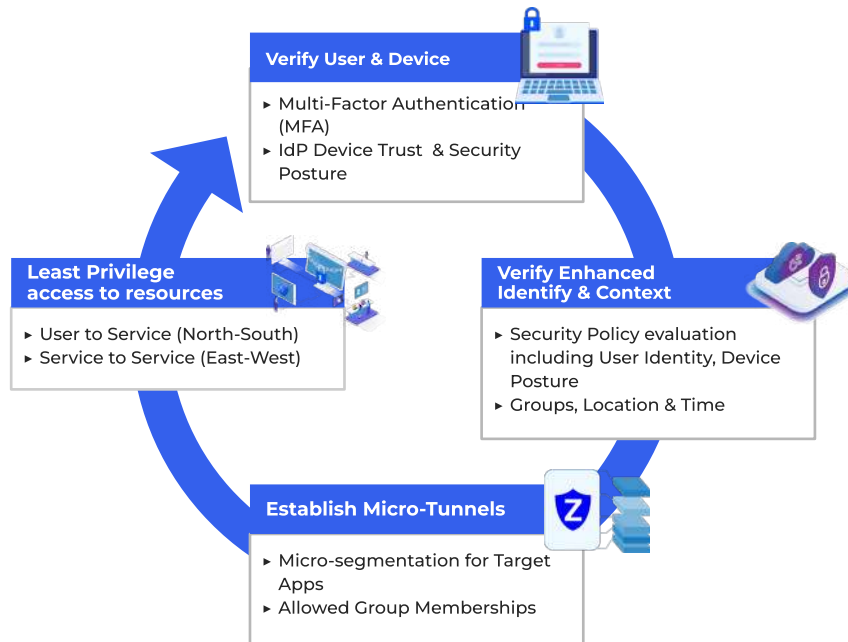 Verify User & Device
▸ Multi-Factor Authentication
(MFA)
▸ IdP Device Trust & Security
Posture
Verify Enhanced
Identify & Context
▸ Security Policy evaluation
including User Identity, Device
Posture
▸ Groups, Location & Time
Establish Micro-Tunnels
Z
▸ Micro-segmentation for Target
Apps
▸ Allowed Group Memberships
Least Privilege
access to resources
▸ User to Service (North-South)
▸ Service to Service (East-West)